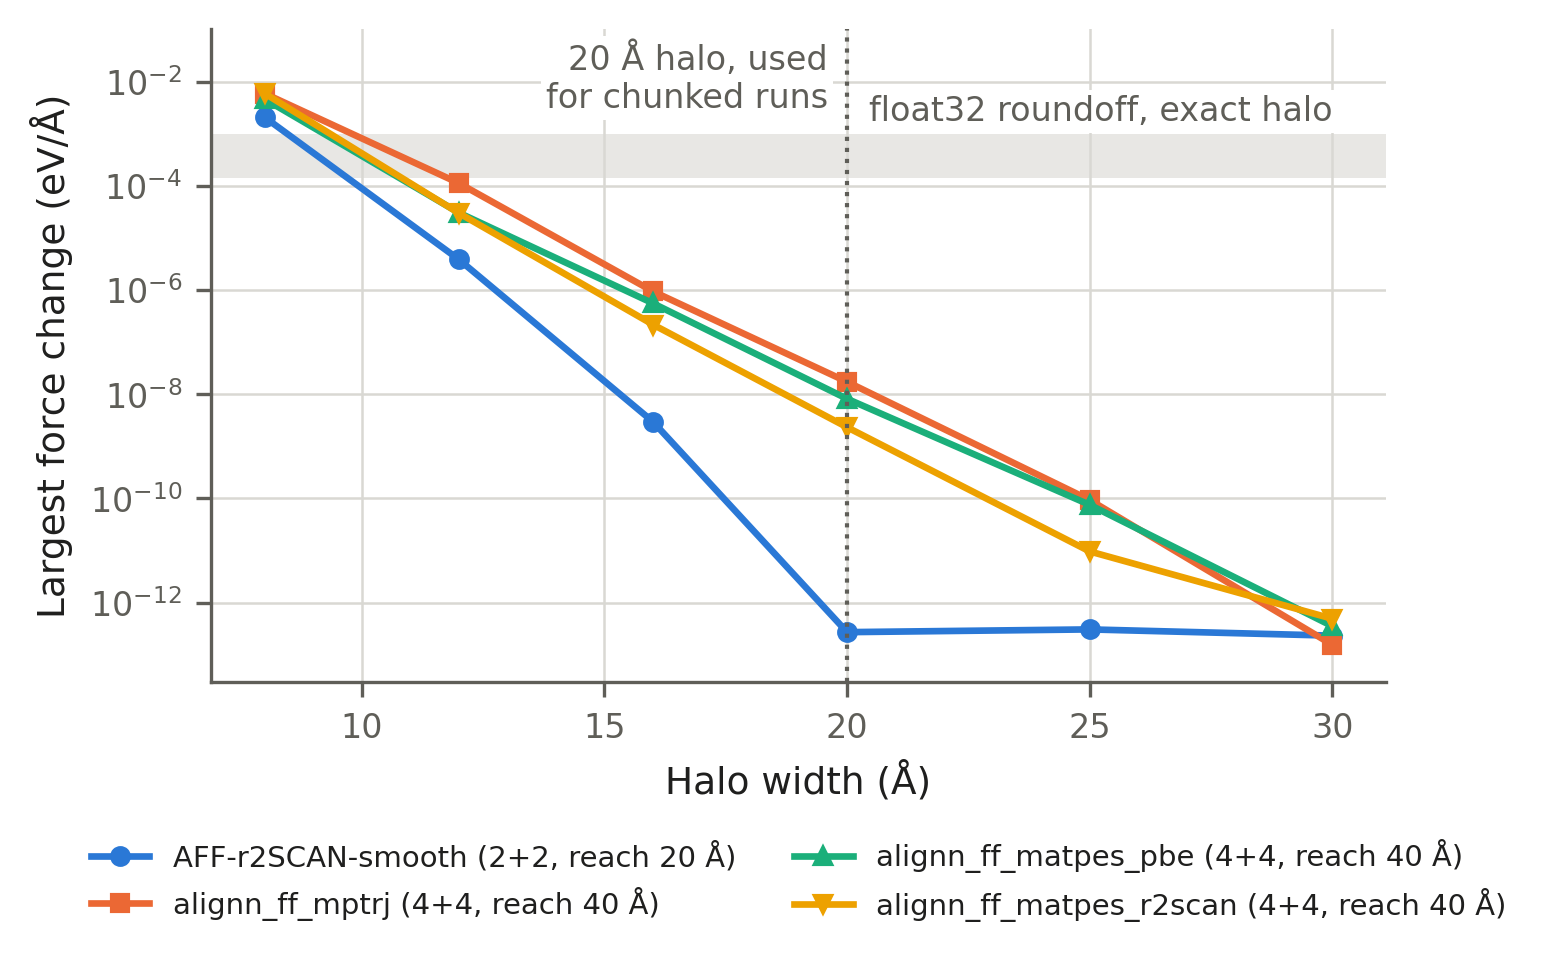 20 Å halo, used
for chunked runs
float32 roundoff, exact halo
Largest force change (eV/Å)
10⁻²
10⁻⁴
10⁻⁶
10⁻⁸
10⁻¹⁰
10⁻¹²
10 15 20 25 30
Halo width (Å)
AFF-r2SCAN-smooth (2+2, reach 20 Å)
alignn_ff_mptrj (4+4, reach 40 Å)
alignn_ff_matpes_pbe (4+4, reach 40 Å)
alignn_ff_matpes_r2scan (4+4, reach 40 Å)